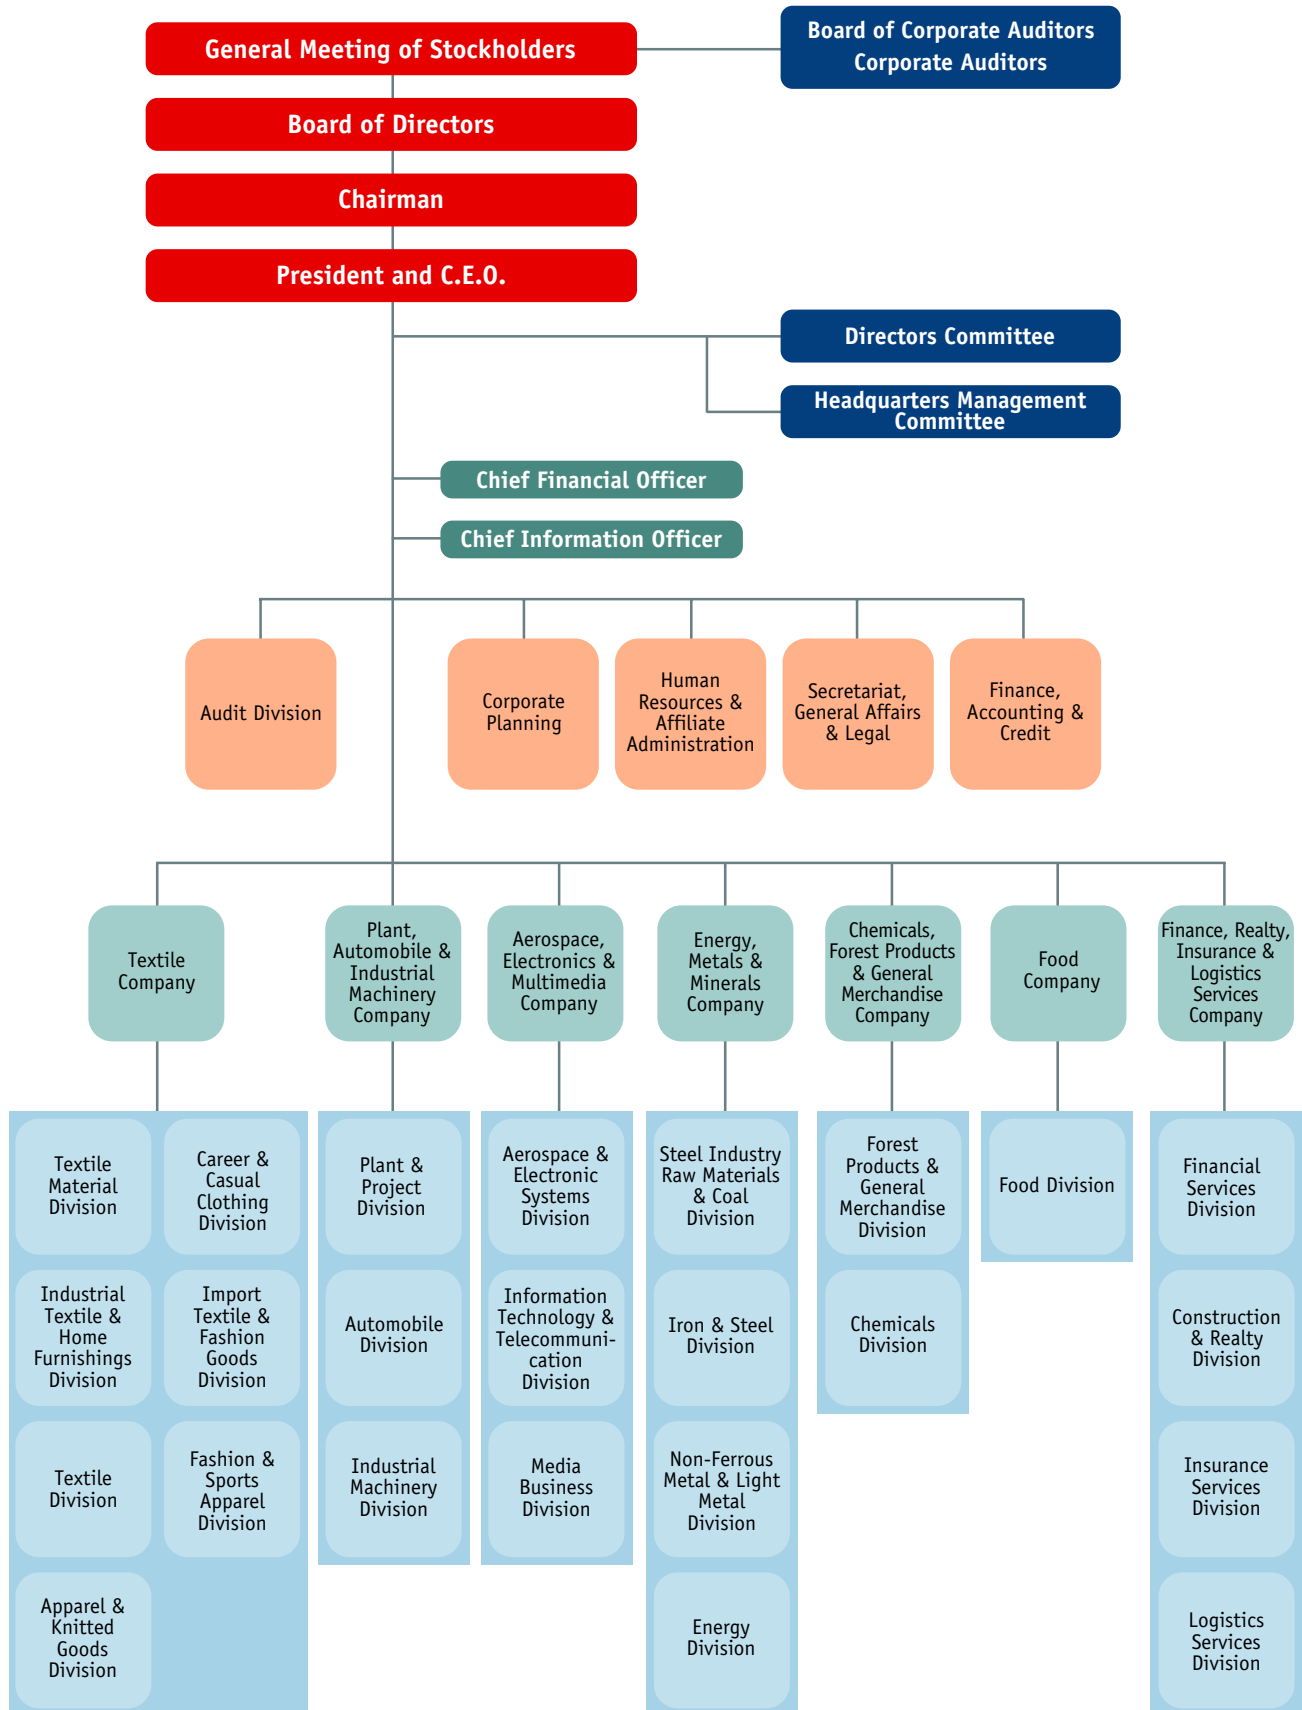 General Meeting of Stockholders
Board of Corporate Auditors
Corporate Auditors
Board of Directors
Chairman
President and C.E.O.
Directors Committee
Headquarters Management
Committee
Chief Financial Officer
Chief Information Officer
Audit Division
Corporate
Planning
Human
Resources &
Affiliate
Administration
Secretariat,
General Affairs
& Legal
Finance,
Accounting &
Credit
Textile
Company
Plant,
Automobile &
Industrial
Machinery
Company
Aerospace,
Electronics &
Multimedia
Company
Energy,
Metals &
Minerals
Company
Chemicals,
Forest Products
& General
Merchandise
Company
Food
Company
Finance, Realty,
Insurance &
Logistics
Services
Company
Textile
Material
Division
Career &
Casual
Clothing
Division
Industrial
Textile &
Home
Furnishings
Division
Import
Textile &
Fashion
Goods
Division
Textile
Division
Fashion &
Sports
Apparel
Division
Apparel &
Knitted
Goods
Division
Plant &
Project
Division
Automobile
Division
Industrial
Machinery
Division
Aerospace &
Electronic
Systems
Division
Information
Technology &
Telecommuni-
cation
Division
Media
Business
Division
Steel Industry
Raw Materials
& Coal
Division
Iron & Steel
Division
Non-Ferrous
Metal & Light
Metal
Division
Energy
Division
Forest
Products &
General
Merchandise
Division
Chemicals
Division
Food Division
Financial
Services
Division
Construction
& Realty
Division
Insurance
Services
Division
Logistics
Services
Division